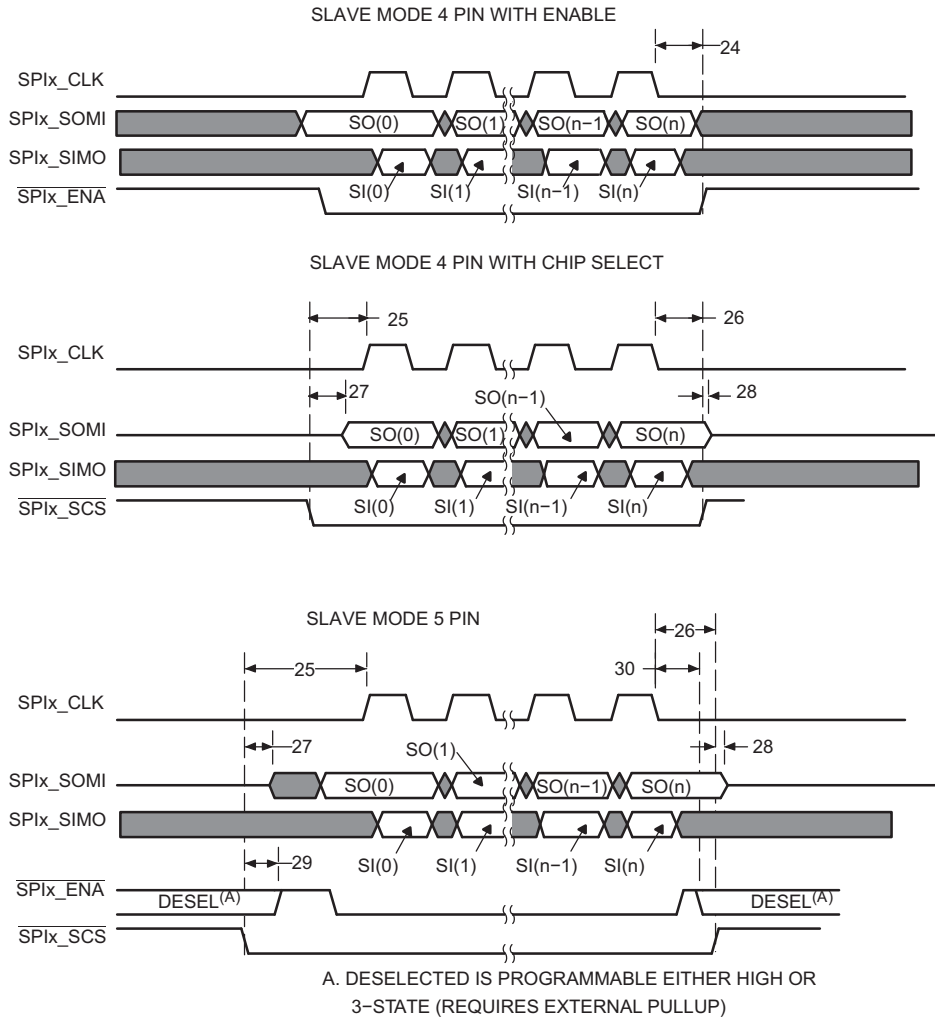 SLAVE MODE 4 PIN WITH ENABLE
24
SPIx_CLK
SPIx_SOMI
SO(0)
SO(1)
SO(n−1
SO(n)
SPIx_SIMO
SI(0)
SI(1)
SI(n−1)
SI(n)
SPIx_ENA
SLAVE MODE 4 PIN WITH CHIP SELECT
25
26
SPIx_CLK
27
SO(n−1)
28
SPIx_SOMI
SO(0)
SO(1)
SO(n)
SPIx_SIMO
SI(0)
SI(1)
SI(n−1)
SI(n)
SPIx_SCS
SLAVE MODE 5 PIN
26
25
30
SPIx_CLK
27
SO(1)
28
SPIx_SOMI
SO(0)
SO(n−1)
SO(n)
SPIx_SIMO
29
SI(0)
SI(1)
SI(n−1)
SI(n)
SPIx_ENA
DESEL(A)
DESEL(A)
SPIx_SCS
A. DESELECTED IS PROGRAMMABLE EITHER HIGH OR
3−STATE (REQUIRES EXTERNAL PULLUP)